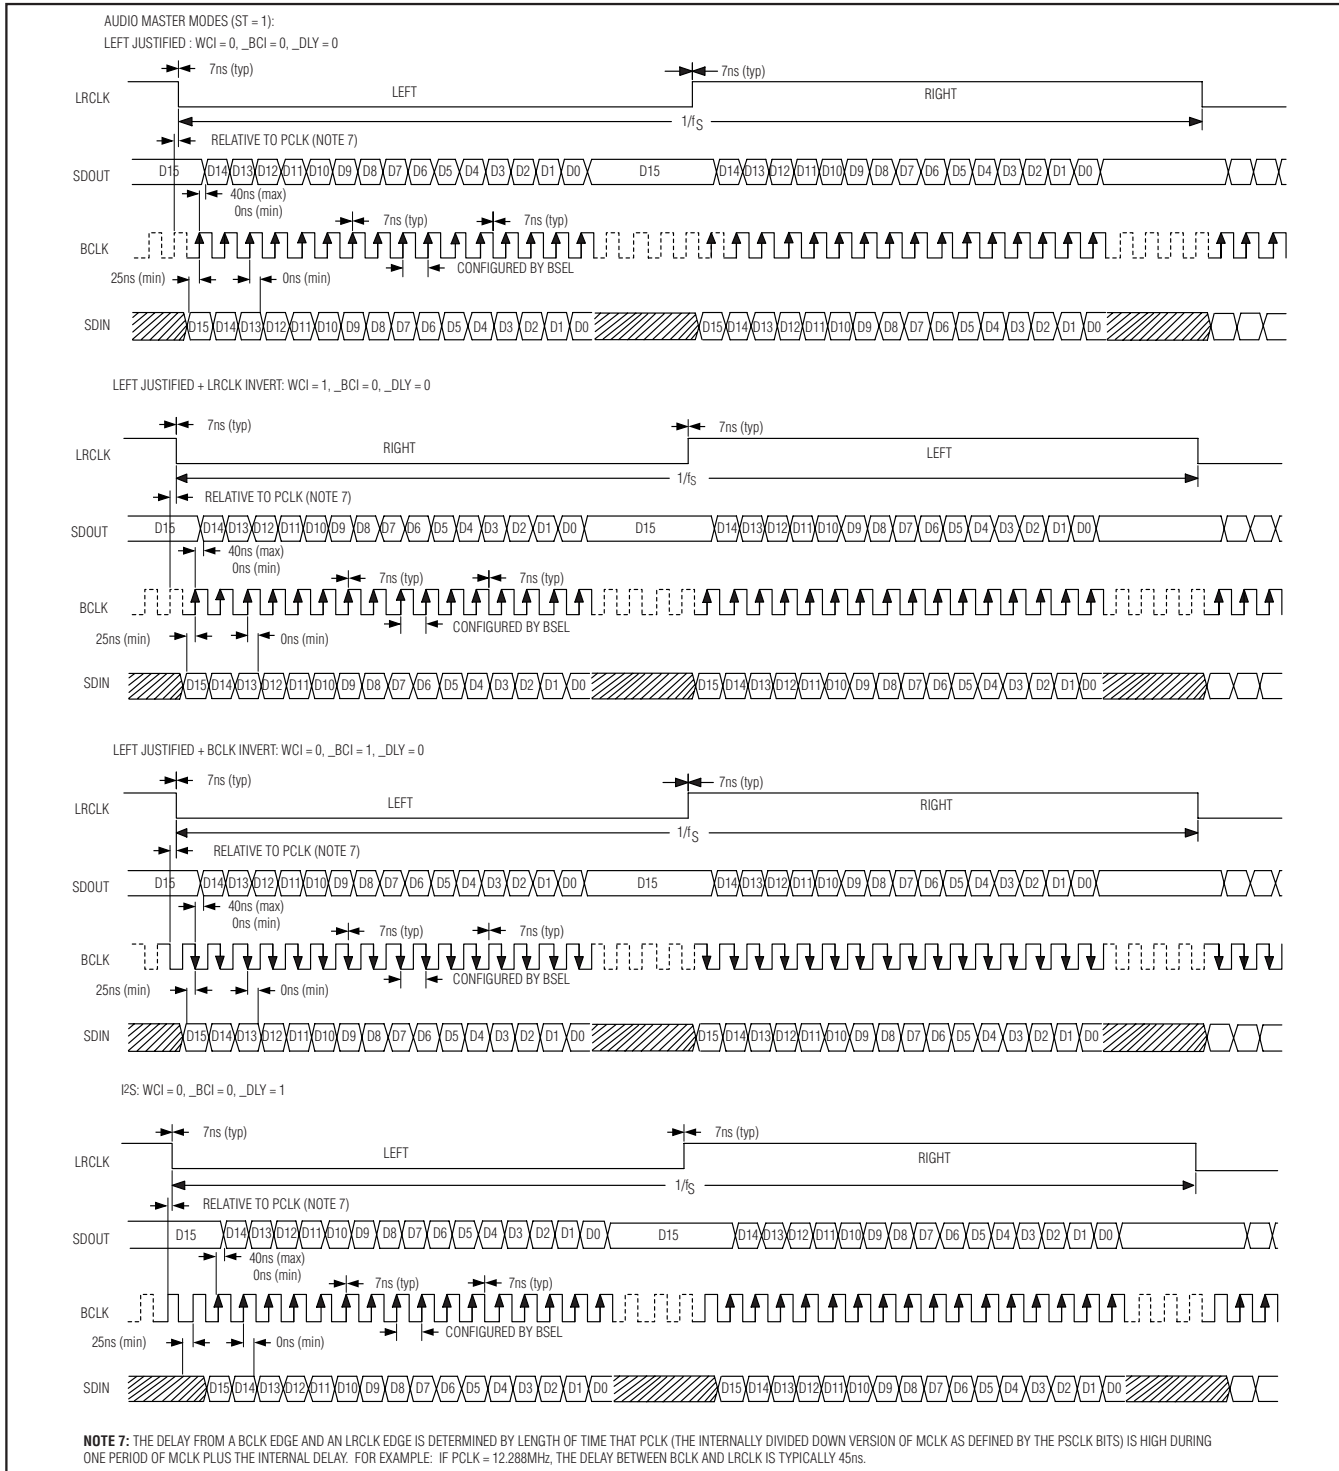 AUDIO MASTER MODES (ST = 1):
LEFT JUSTIFIED : WCI = 0, _BCI = 0, _DLY = 0
7ns (typ) 7ns (typ)
LRCLK LEFT RIGHT
1/fS
RELATIVE TO PCLK (NOTE 7)
SDOUT D15 D14 D13 D12 D11 D10 D9 D8 D7 D6 D5 D4 D3 D2 D1 D0 D15 D14 D13 D12 D11 D10 D9 D8 D7 D6 D5 D4 D3 D2 D1 D0
40ns (max)
0ns (min) 7ns (typ) 7ns (typ)
BCLK
25ns (min) 0ns (min) CONFIGURED BY BSEL
SDIN D15 D14 D13 D12 D11 D10 D9 D8 D7 D6 D5 D4 D3 D2 D1 D0 D15 D14 D13 D12 D11 D10 D9 D8 D7 D6 D5 D4 D3 D2 D1 D0
LEFT JUSTIFIED + LRCLK INVERT: WCI = 1, _BCI = 0, _DLY = 0
7ns (typ) 7ns (typ)
LRCLK RIGHT LEFT
1/fS
RELATIVE TO PCLK (NOTE 7)
SDOUT D15 D14 D13 D12 D11 D10 D9 D8 D7 D6 D5 D4 D3 D2 D1 D0 D15 D14 D13 D12 D11 D10 D9 D8 D7 D6 D5 D4 D3 D2 D1 D0
40ns (max)
0ns (min) 7ns (typ) 7ns (typ)
BCLK
25ns (min) 0ns (min) CONFIGURED BY BSEL
SDIN D15 D14 D13 D12 D11 D10 D9 D8 D7 D6 D5 D4 D3 D2 D1 D0 D15 D14 D13 D12 D11 D10 D9 D8 D7 D6 D5 D4 D3 D2 D1 D0
LEFT JUSTIFIED + BCLK INVERT: WCI = 0, _BCI = 1, _DLY = 0
7ns (typ) 7ns (typ)
LRCLK LEFT RIGHT
1/fS
RELATIVE TO PCLK (NOTE 7)
SDOUT D15 D14 D13 D12 D11 D10 D9 D8 D7 D6 D5 D4 D3 D2 D1 D0 D15 D14 D13 D12 D11 D10 D9 D8 D7 D6 D5 D4 D3 D2 D1 D0
40ns (max)
0ns (min) 7ns (typ) 7ns (typ)
BCLK
25ns (min) 0ns (min) CONFIGURED BY BSEL
SDIN D15 D14 D13 D12 D11 D10 D9 D8 D7 D6 D5 D4 D3 D2 D1 D0 D15 D14 D13 D12 D11 D10 D9 D8 D7 D6 D5 D4 D3 D2 D1 D0
I2S: WCI = 0, _BCI = 0, _DLY = 1
7ns (typ) 7ns (typ)
LRCLK LEFT RIGHT
1/fS
RELATIVE TO PCLK (NOTE 7)
SDOUT D15 D14 D13 D12 D11 D10 D9 D8 D7 D6 D5 D4 D3 D2 D1 D0 D15 D14 D13 D12 D11 D10 D9 D8 D7 D6 D5 D4 D3 D2 D1 D0
40ns (max)
0ns (min) 7ns (typ) 7ns (typ)
BCLK
25ns (min) 0ns (min) CONFIGURED BY BSEL
SDIN D15 D14 D13 D12 D11 D10 D9 D8 D7 D6 D5 D4 D3 D2 D1 D0 D15 D14 D13 D12 D11 D10 D9 D8 D7 D6 D5 D4 D3 D2 D1 D0
NOTE 7: THE DELAY FROM A BCLK EDGE AND AN LRCLK EDGE IS DETERMINED BY LENGTH OF TIME THAT PCLK (THE INTERNALLY DIVIDED DOWN VERSION OF MCLK AS DEFINED BY THE PSCLK BITS) IS HIGH DURING
ONE PERIOD OF MCLK PLUS THE INTERNAL DELAY. FOR EXAMPLE: IF PCLK = 12.288MHz, THE DELAY BETWEEN BCLK AND LRCLK IS TYPICALLY 45ns.